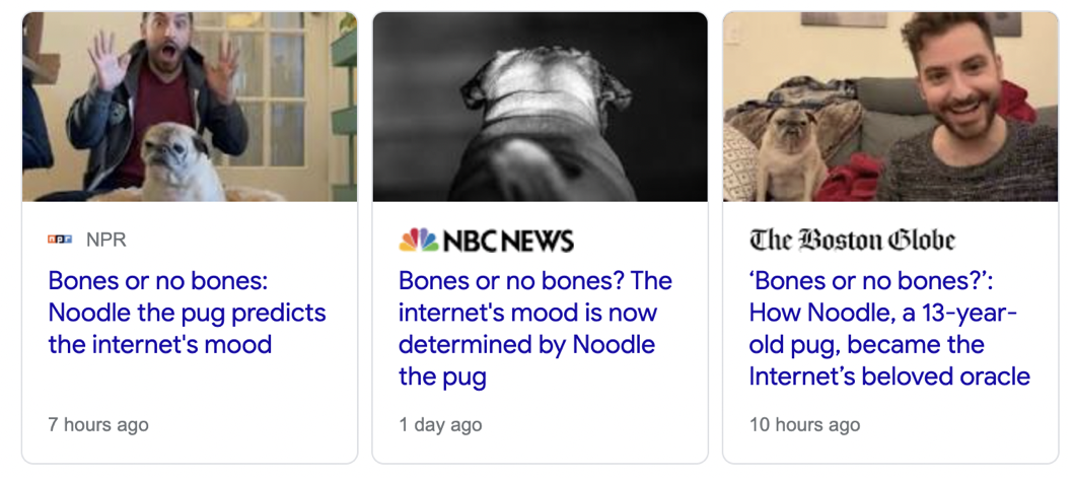 npr NPR
Bones or no bones:
Noodle the pug predicts
the internet's mood
7 hours ago
NBC NEWS
Bones or no bones? The
internet's mood is now
determined by Noodle
the pug
1 day ago
The Boston Globe
‘Bones or no bones?’:
How Noodle, a 13-year-
old pug, became the
Internet’s beloved oracle
10 hours ago